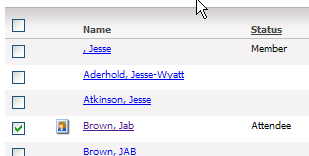 Name Status
, Jesse Member
Aderhold, Jesse-Wyatt
Atkinson, Jesse
Brown, Jab Attendee
Brown, JAB